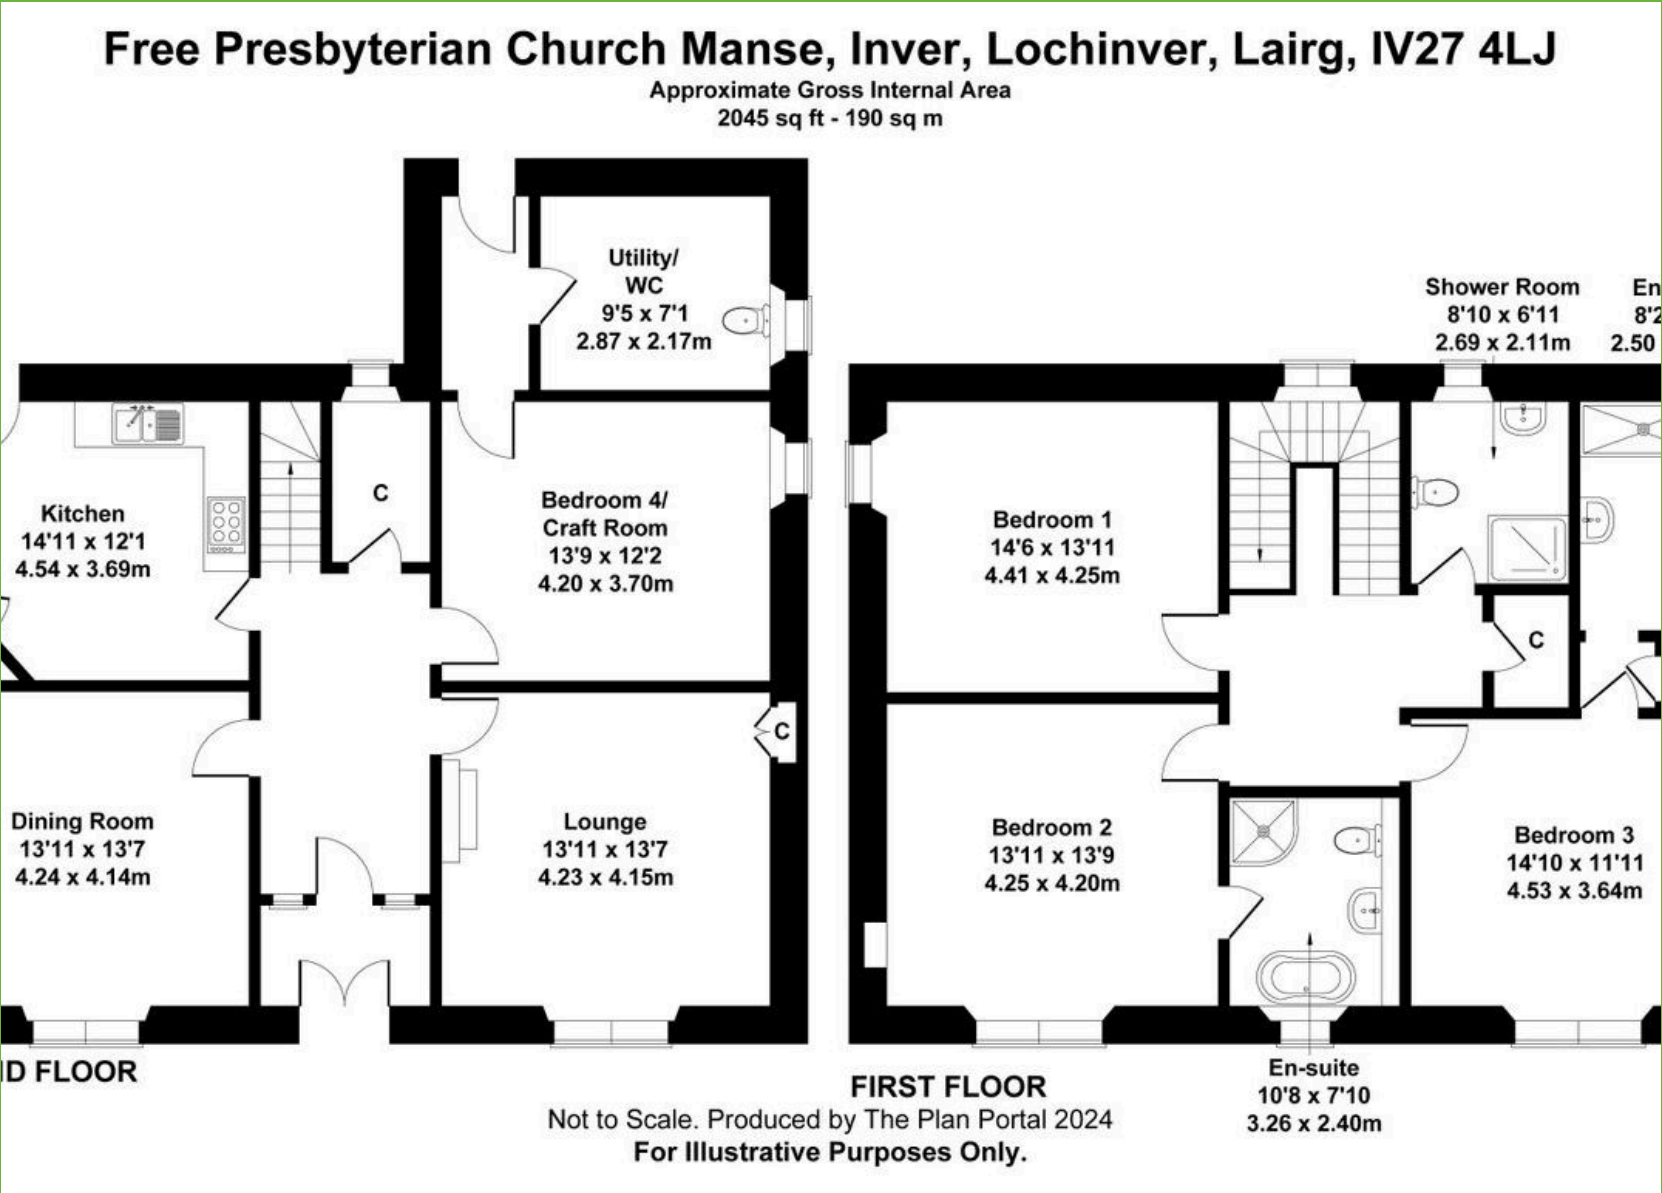 Free Presbyterian Church Manse, Inver, Lochinver, Lairg, IV27 4LJ
Approximate Gross Internal Area
2045 sq ft - 190 sq m
Utility/
WC
9'5 x 7'1
2.87 x 2.17m
Kitchen
14'11 x 12'1
4.54 x 3.69m
C
Bedroom 4/
Craft Room
13'9 x 12'2
4.20 x 3.70m
Dining Room
13'11 x 13'7
4.24 x 4.14m
Lounge
13'11 x 13'7
4.23 x 4.15m
C
D FLOOR
Shower Room
8'10 x 6'11
2.69 x 2.11m
En
8'2
2.50
Bedroom 1
14'6 x 13'11
4.41 x 4.25m
C
Bedroom 2
13'11 x 13'9
4.25 x 4.20m
Bedroom 3
14'10 x 11'11
4.53 x 3.64m
En-suite
10'8 x 7'10
3.26 x 2.40m
FIRST FLOOR
Not to Scale. Produced by The Plan Portal 2024
For Illustrative Purposes Only.